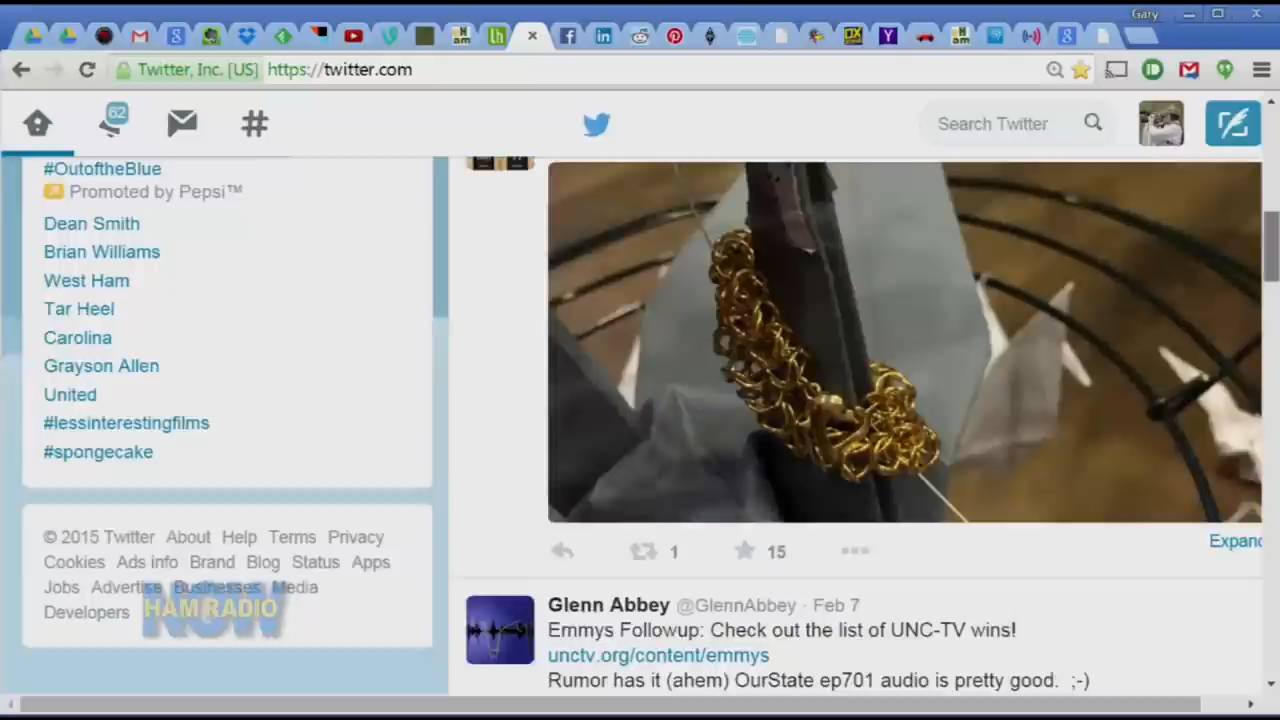 Gary
Twitter, Inc. [US] https://twitter.com
62
Search Twitter
#OutoftheBlue
Promoted by Pepsi™
Dean Smith
Brian Williams
West Ham
Tar Heel
Carolina
Grayson Allen
United
#lessinterestingfilms
#spongecake
© 2015 Twitter About Help Terms Privacy
Cookies Ads info Brand Blog Status Apps
Jobs Advertise Businesses Media
Developers
HAM RADIO
NOW
1 15
Expand
Glenn Abbey @GlennAbbey · Feb 7
Emmys Followup: Check out the list of UNC-TV wins!
unctv.org/content/emmys
Rumor has it (ahem) OurState ep701 audio is pretty good. ;-)